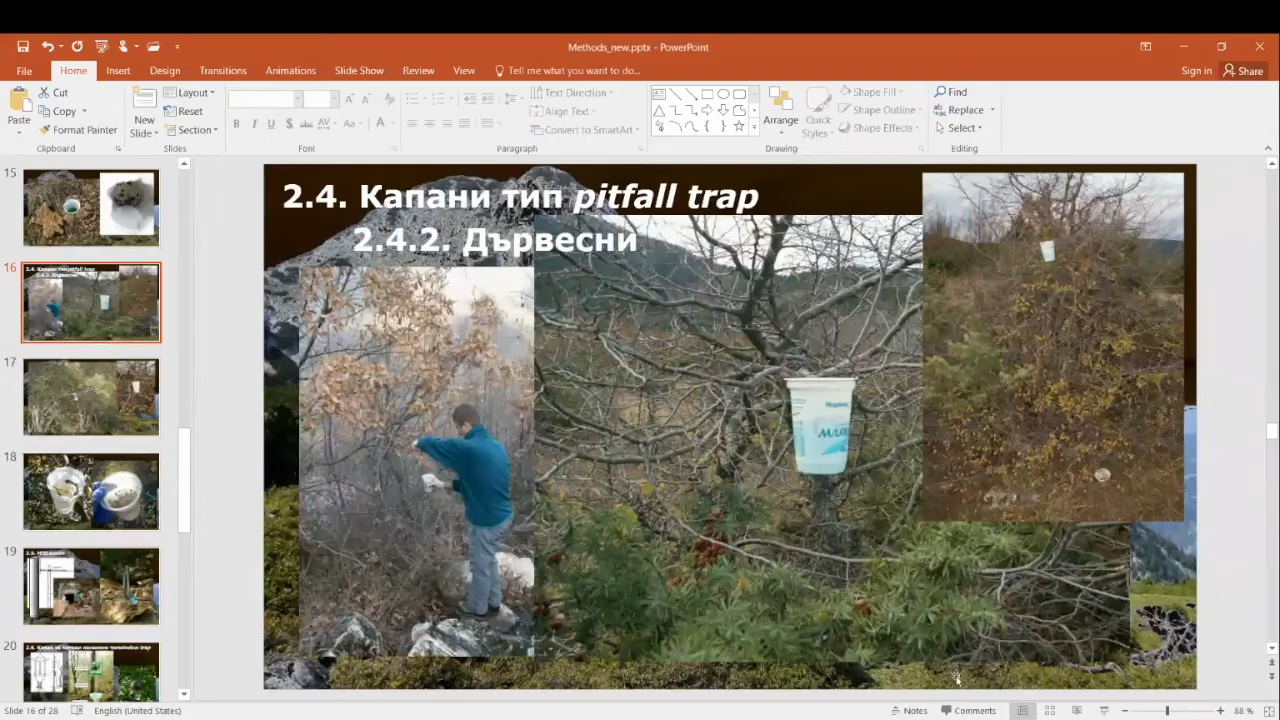 Methods_new.pptx - PowerPoint
File Home Insert Design Transitions Animations Slide Show Review View Tell me what you want to do... Sign in Share
Paste
Cut
Copy
Format Painter
Clipboard
New Slide
Layout
Reset
Section
Slides
B I U S abc AV Aa A
Font
Text Direction
Align Text
Convert to SmartArt
Paragraph
Arrange
Quick Styles
Shape Fill
Shape Outline
Shape Effects
Drawing
Find
Replace
Select
Editing
15
16
17
18
19
20
2.4. Капани тип pitfall trap
2.4.2. Дървесни
Slide 16 of 28 English (United States) Notes Comments 88 %